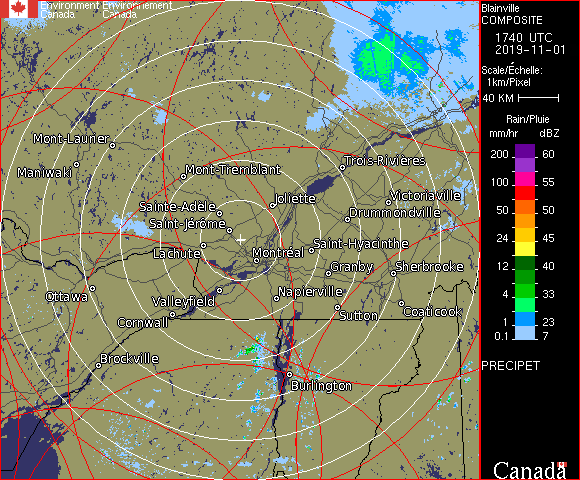 Environment Environnement
Canada Canada
Blainville
COMPOSITE
1740 UTC
2019-11-01
Scale/Échelle:
1km/Pixel
40 KM
Rain/Pluie
mm/hr dBZ
200 60
100 55
50 50
24 45
12 40
4 33
1 23
0.1 7
PRECIPET
Canada
Mont-Laurier
Maniwaki
Mont-Tremblant
Trois-Rivières
Joliette
Victoriaville
Sainte-Adèle
Drummondville
Saint-Jérôme
Saint-Hyacinthe
Lachute
Montréal
Granby
Sherbrooke
Ottawa
Valleyfield
Napierville
Coaticook
Cornwall
Sutton
Brockville
Burlington